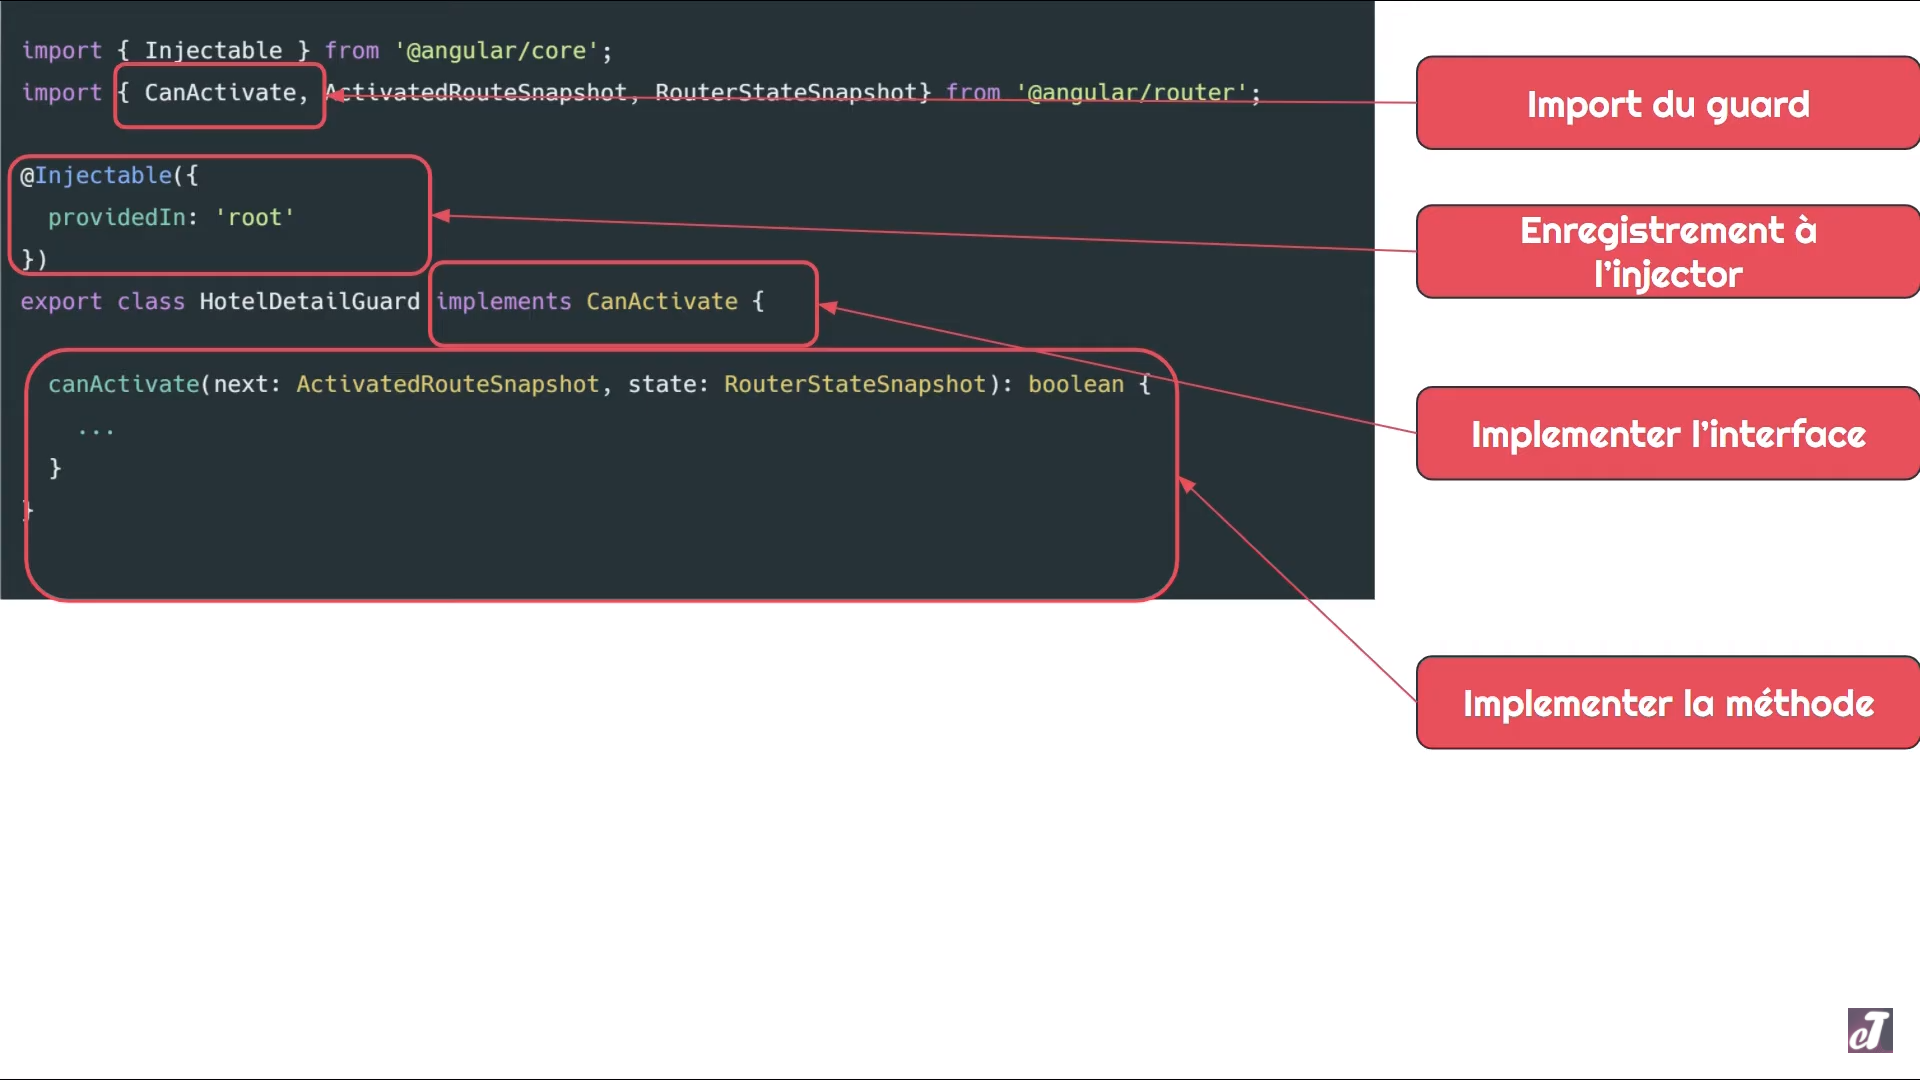 import { Injectable } from '@angular/core';
import { CanActivate, ActivatedRouteSnapshot, RouterStateSnapshot} from '@angular/router';
@Injectable({
  providedIn: 'root'
})
export class HotelDetailGuard implements CanActivate {
  canActivate(next: ActivatedRouteSnapshot, state: RouterStateSnapshot): boolean {
    ...
  }
}
Import du guard
Enregistrement à
l'injector
Implementer l'interface
Implementer la méthode
eT